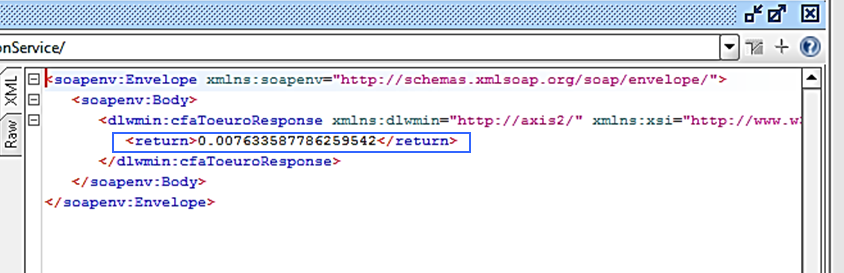 onService/
XML
Raw
<soapenv:Envelope xmlns:soapenv="http://schemas.xmlsoap.org/soap/envelope/">
<soapenv:Body>
<dlwmin:cfaToeuroResponse xmlns:dlwmin="http://axis2/" xmlns:xsi="http://www.w3
<return>0.007633587786259542</return>
</dlwmin:cfaToeuroResponse>
</soapenv:Body>
</soapenv:Envelope>